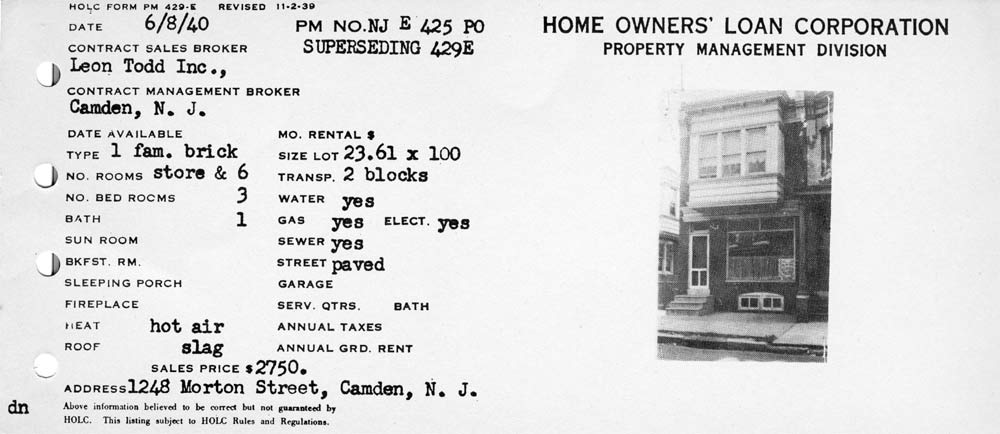 HOLC FORM PM 429-E REVISED 11-2-39
DATE 6/8/40 PM NO.NJ E 425 PO
SUPERSEDING 429E
CONTRACT SALES BROKER
Leon Todd Inc.,
CONTRACT MANAGEMENT BROKER
Camden, N. J.
DATE AVAILABLE MO. RENTAL $
TYPE 1 fam. brick SIZE LOT 23.61 x 100
NO. ROOMS store & 6 TRANSP. 2 blocks
NO. BED ROOMS 3 WATER yes
BATH 1 GAS yes ELECT. yes
SUN ROOM SEWER yes
BKFST. RM. STREET paved
SLEEPING PORCH GARAGE
FIREPLACE SERV. QTRS. BATH
HEAT hot air ANNUAL TAXES
ROOF slag ANNUAL GRD. RENT
SALES PRICE $2750.
ADDRESS 1248 Morton Street, Camden, N. J.
dn Above information believed to be correct but not guaranteed by
HOLC. This listing subject to HOLC Rules and Regulations.
HOME OWNERS' LOAN CORPORATION
PROPERTY MANAGEMENT DIVISION